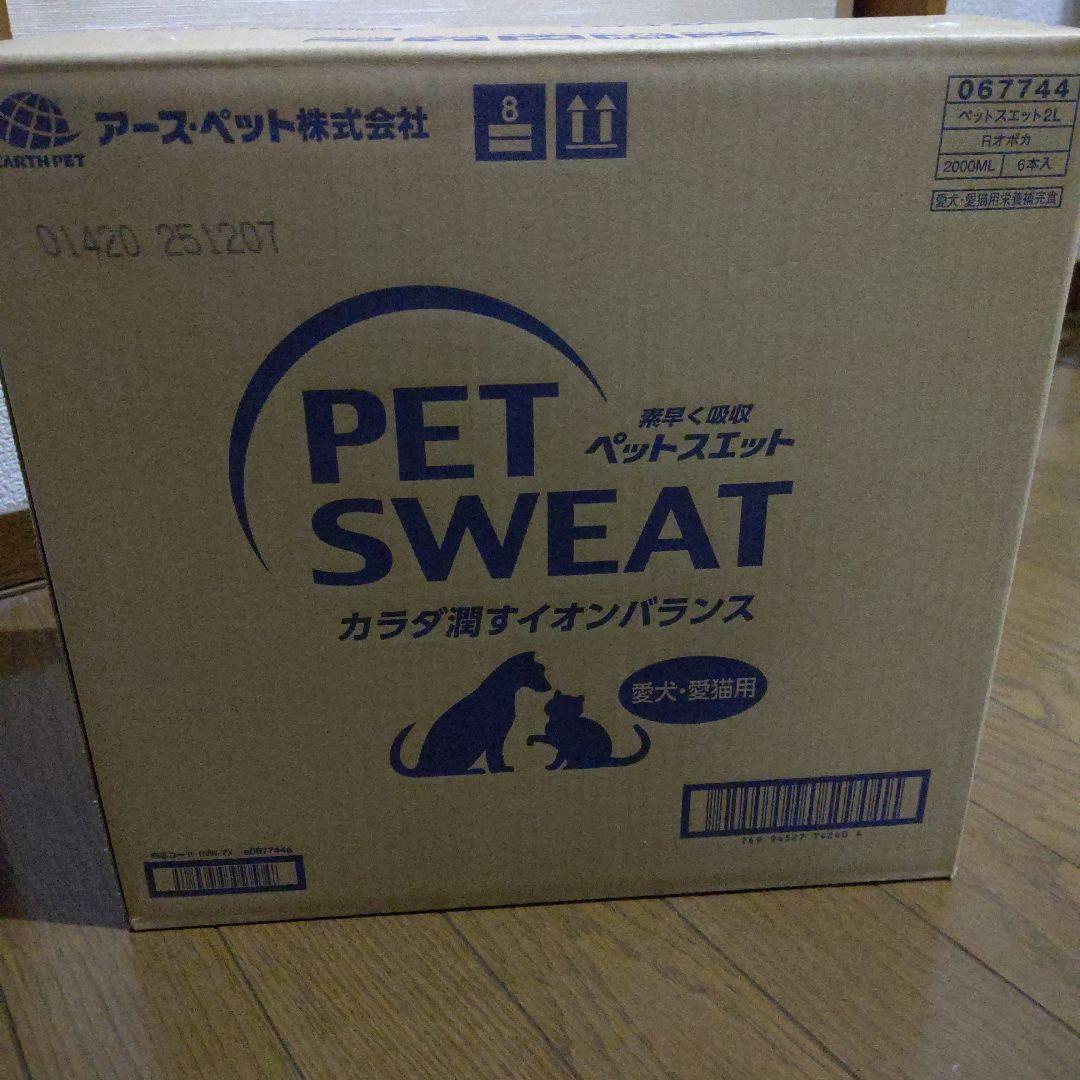 EARTH PET
アース・ペット株式会社
8
067744
ペットスエット2L
Rオボカ
2000ML 6本入
愛犬・愛猫用栄養補完食
01420 251207
PET
SWEAT
素早く吸収
ペットスエット
カラダ潤すイオンバランス
愛犬・愛猫用